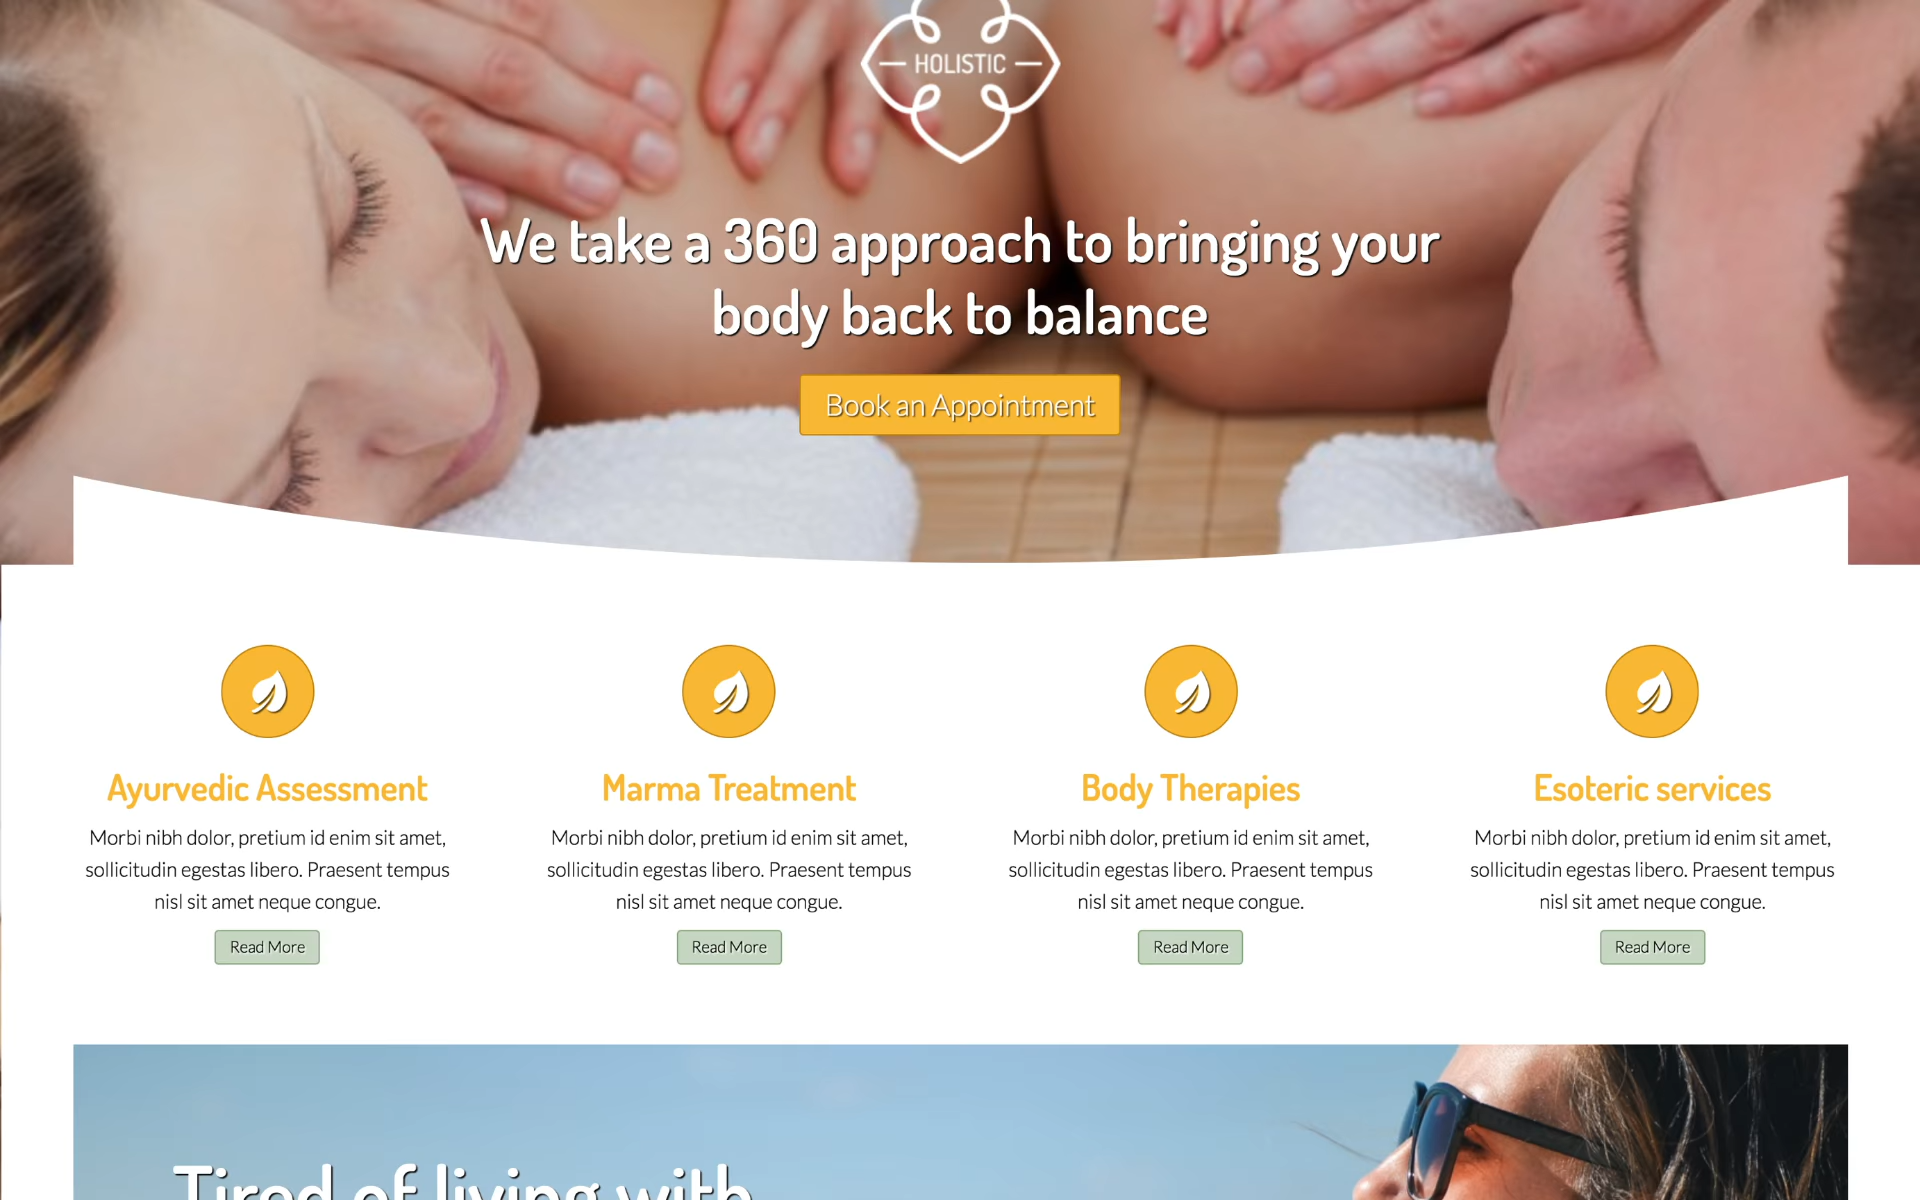 HOLISTIC
We take a 360 approach to bringing your
body back to balance
Book an Appointment
Ayurvedic Assessment
Morbi nibh dolor, pretium id enim sit amet,
sollicitudin egestas libero. Praesent tempus
nisl sit amet neque congue.
Read More
Marma Treatment
Morbi nibh dolor, pretium id enim sit amet,
sollicitudin egestas libero. Praesent tempus
nisl sit amet neque congue.
Read More
Body Therapies
Morbi nibh dolor, pretium id enim sit amet,
sollicitudin egestas libero. Praesent tempus
nisl sit amet neque congue.
Read More
Esoteric services
Morbi nibh dolor, pretium id enim sit amet,
sollicitudin egestas libero. Praesent tempus
nisl sit amet neque congue.
Read More
Tired of living with